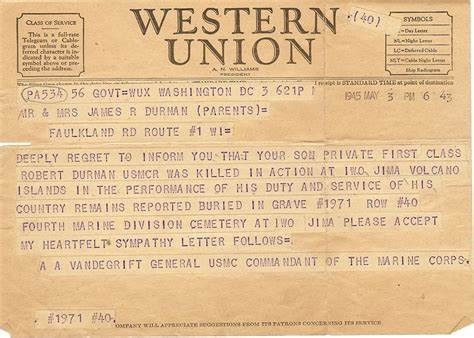 CLASS OF SERVICE
This is a full-rate Telegram or Cablegram unless its deferred character is indicated by a suitable symbol above or preceding the address.
WESTERN UNION
A. N. WILLIAMS
PRESIDENT
(40)
SYMBOLS
DL=Day Letter
NL=Night Letter
LC=Deferred Cable
NLT=Cable Night Letter
Ship Radiogram
STANDARD TIME
(PA534) 56 GOVT=WUX WASHINGTON DC 3 621P
1945 MAY 3 PM 6 43
MR & MRS JAMES R DURNAN (PARENTS)=
FAULKLAND RD ROUTE #1 WI=
DEEPLY REGRET TO INFORM YOU THAT YOUR SON PRIVATE FIRST CLASS
ROBERT DURNAN USMCR WAS KILLED IN ACTION AT IWO JIMA VOLCANO
ISLANDS IN THE PERFORMANCE OF HIS DUTY AND SERVICE OF HIS
COUNTRY REMAINS REPORTED BURIED IN GRAVE #1971 ROW #40
FOURTH MARINE DIVISION CEMETERY AT IWO JIMA PLEASE ACCEPT
MY HEARTFELT SYMPATHY LETTER FOLLOWS=
A A VANDEGRIFT GENERAL USMC COMMANDANT OF THE MARINE CORPS.
#1971 #40.
COMPANY WILL APPRECIATE SUGGESTIONS FROM ITS PATRONS CONCERNING ITS SERVICE